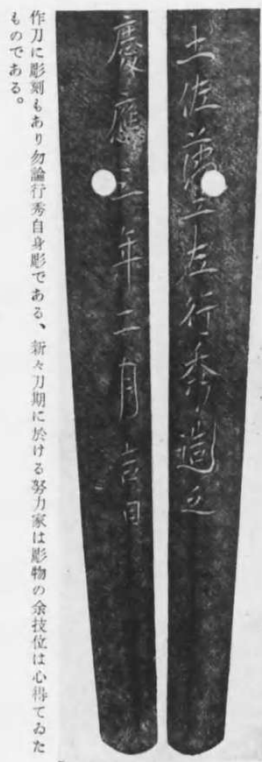 土佐藩士左行秀造之
慶應三年二月吉日
作刀に彫刻もあり勿論行秀自身彫である、新々刀期に於ける努力家は彫物の余技位は心得てゐた
ものである。